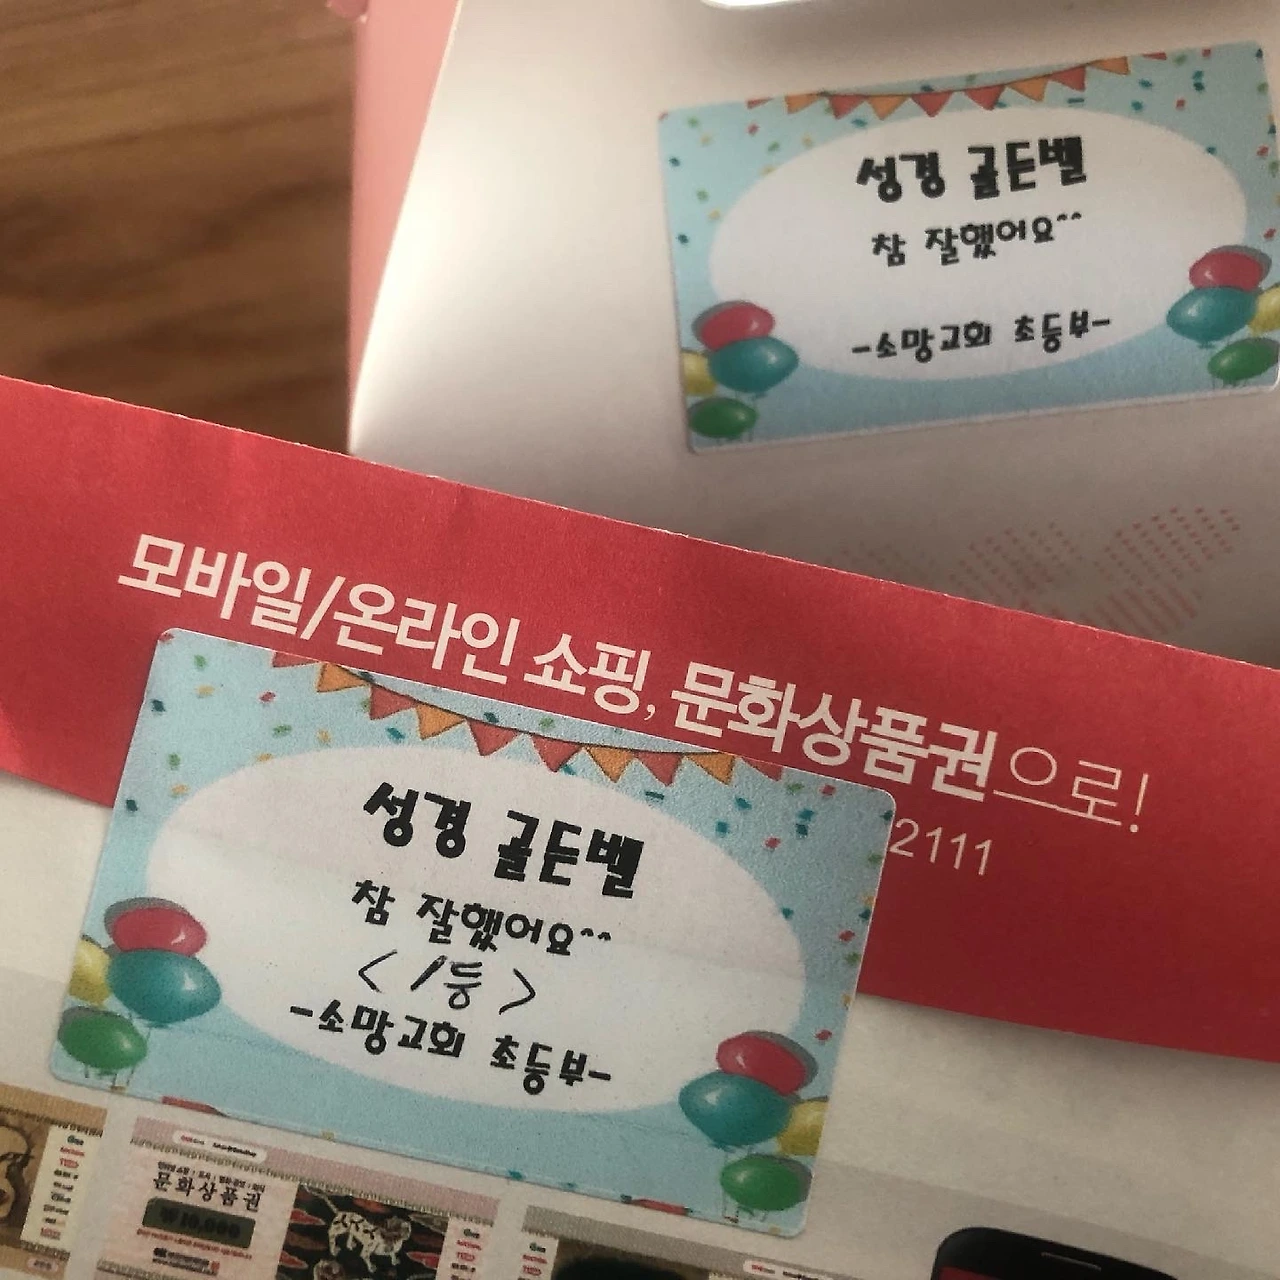 성경 골든벨
참 잘했어요^^
-소망교회 초등부-
모바일/온라인 쇼핑, 문화상품권으로!
2111
성경 골든벨
참 잘했어요^^
< 1등 >
-소망교회 초등부-
문화상품권